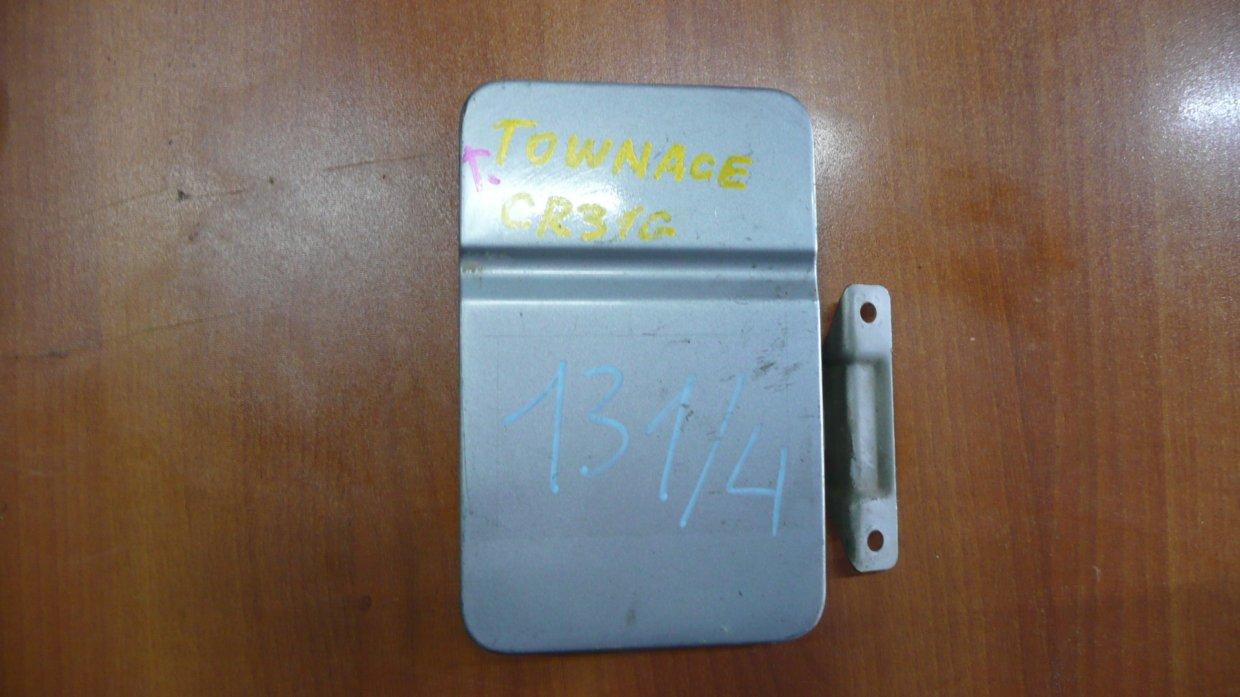 T. TOWNACE
CR31G
131/4